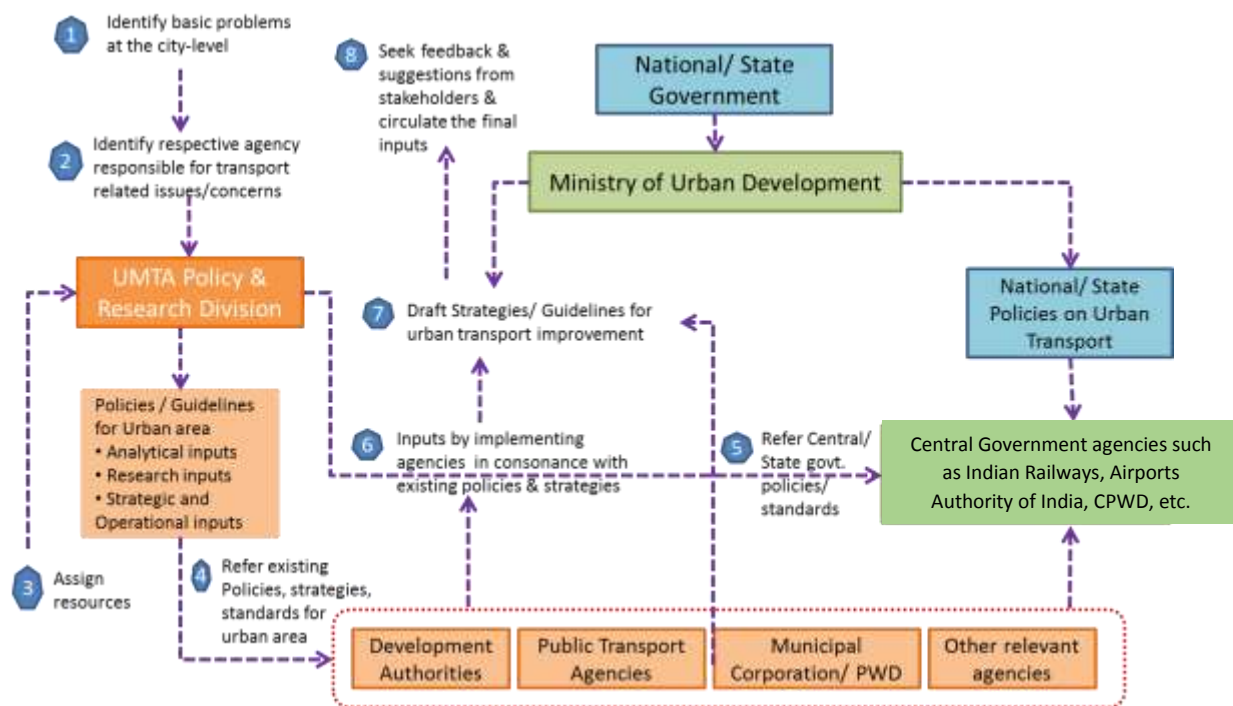 1
Identify basic problems
at the city-level
2
Identify respective agency
responsible for transport
related issues/concerns
UMTA Policy &
Research Division
Policies / Guidelines
for Urban area
• Analytical inputs
• Research inputs
• Strategic and
Operational inputs
3
Assign
resources
4
Refer existing
Policies, strategies,
standards for
urban area
8
Seek feedback &
suggestions from
stakeholders &
circulate the final
inputs
National/ State
Government
Ministry of Urban Development
7
Draft Strategies/ Guidelines for
urban transport improvement
National/ State
Policies on Urban
Transport
6
Inputs by implementing
agencies in consonance with
existing policies & strategies
5
Refer Central/
State govt.
policies/
standards
Central Government agencies such
as Indian Railways, Airports
Authority of India, CPWD, etc.
Development
Authorities
Public Transport
Agencies
Municipal
Corporation/ PWD
Other relevant
agencies